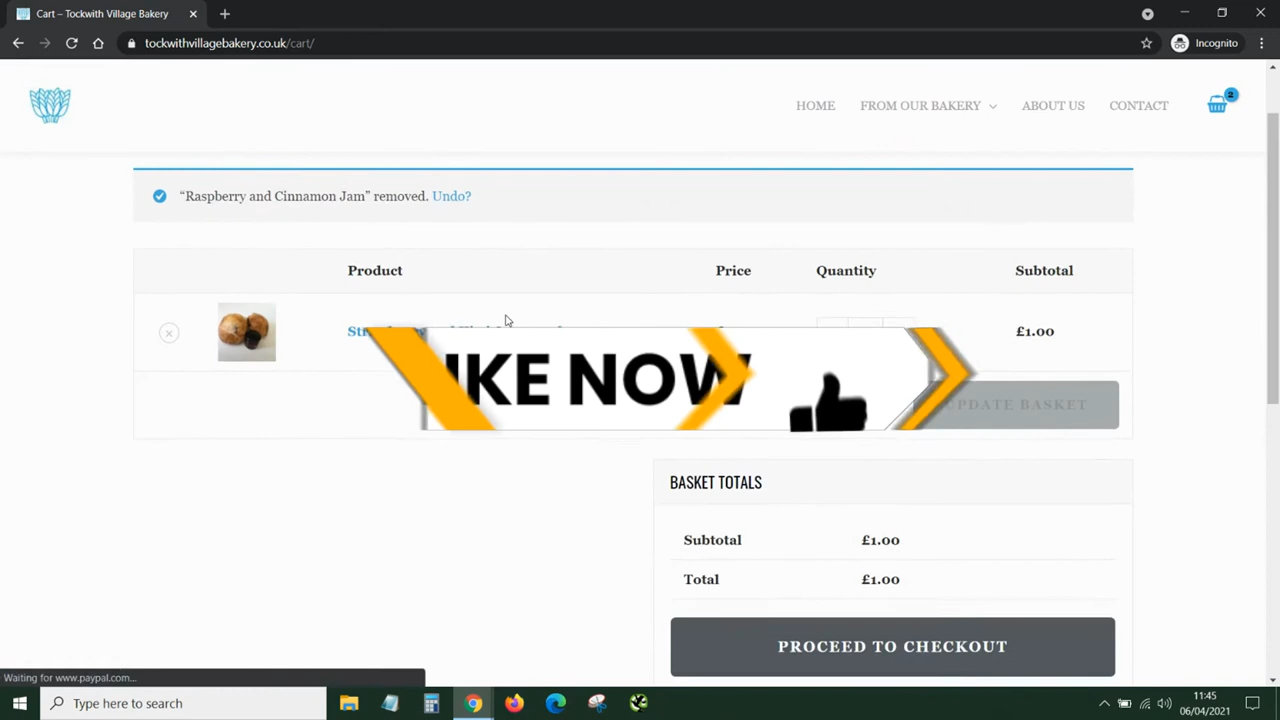 Cart – Tockwith Village Bakery
tockwithvillagebakery.co.uk/cart/
Incognito
HOME FROM OUR BAKERY ABOUT US CONTACT
2
“Raspberry and Cinnamon Jam” removed. Undo?
Product Price Quantity Subtotal
£1.00
IKE NOW
UPDATE BASKET
BASKET TOTALS
Subtotal £1.00
Total £1.00
PROCEED TO CHECKOUT
Waiting for www.paypal.com...
Type here to search
11:45
06/04/2021